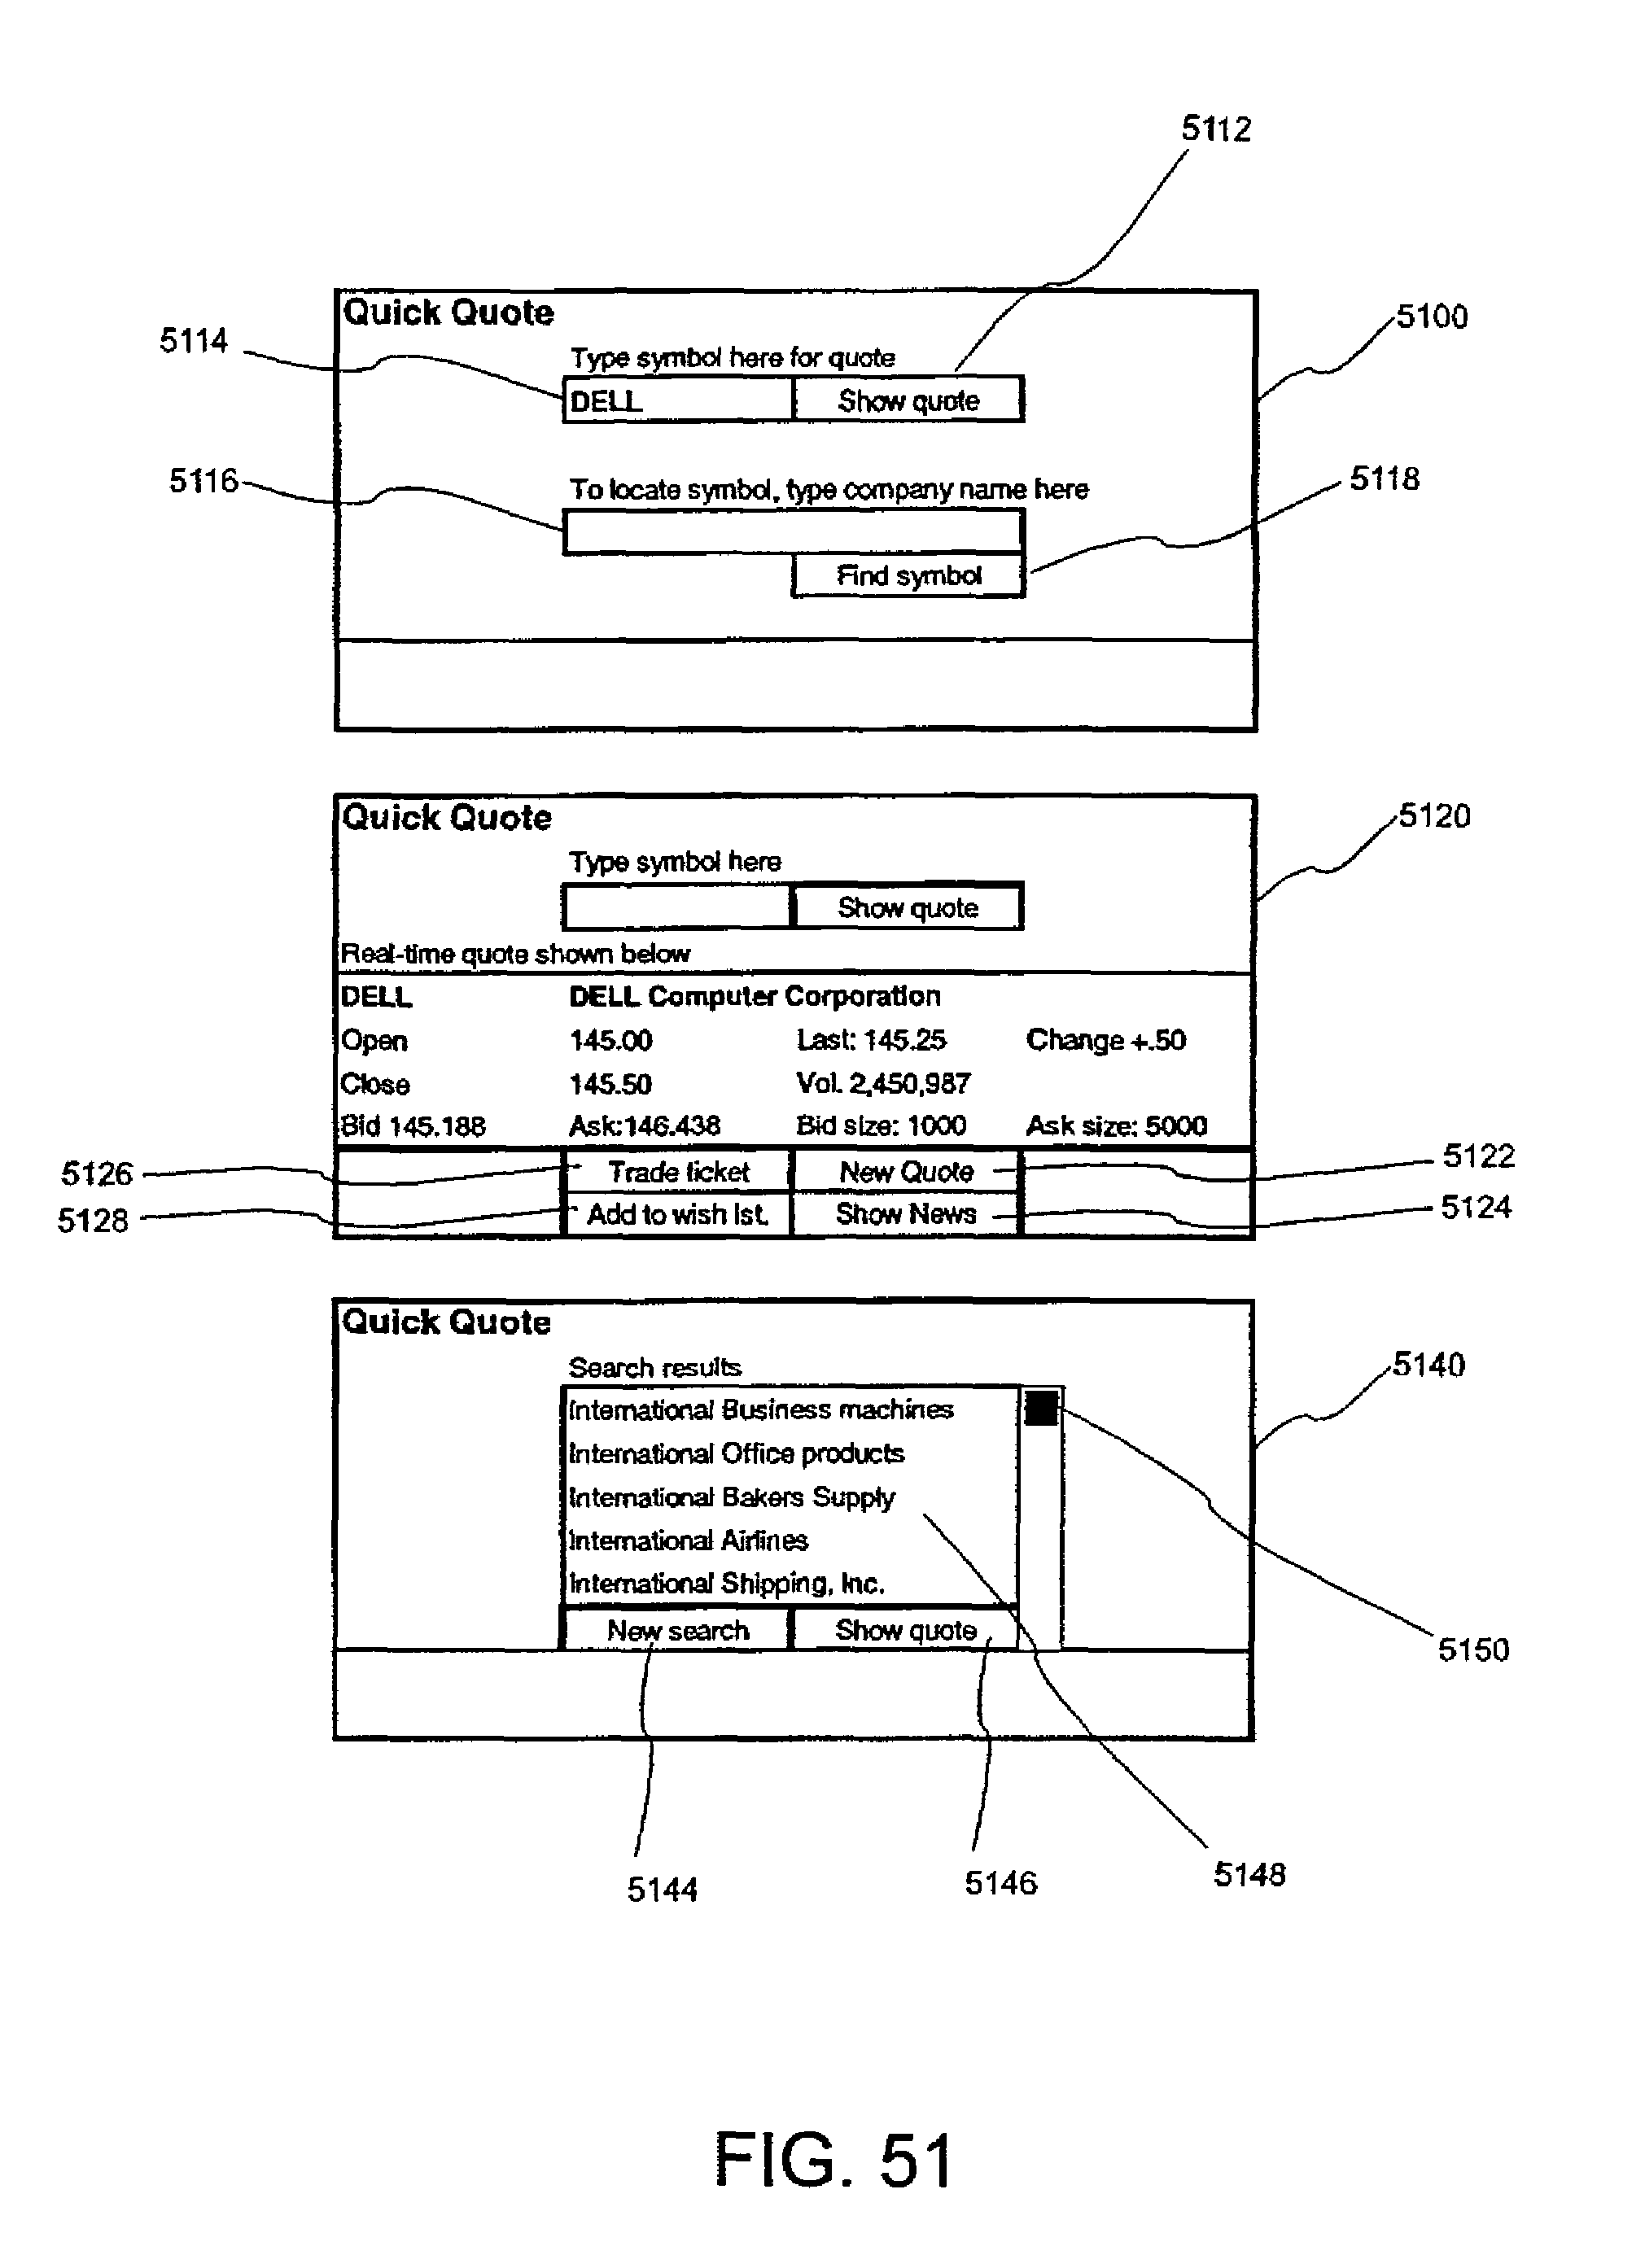 5112
Quick Quote
5100
5114
Type symbol here for quote
DELL Show quote
5116
To locate symbol, type company name here
5118
Find symbol
Quick Quote
5120
Type symbol here
Show quote
Real-time quote shown below
DELL DELL Computer Corporation
Open 145.00 Last: 145.25 Change +.50
Close 145.50 Vol. 2,450,987
Bid 145.188 Ask:146.438 Bid size: 1000 Ask size: 5000
5126 Trade ticket New Quote 5122
5128 Add to wish lst. Show News 5124
Quick Quote
Search results
5140
International Business machines
International Office products
International Bakers Supply
International Airlines
International Shipping, Inc.
New search Show quote
5150
5144 5146 5148
FIG. 51